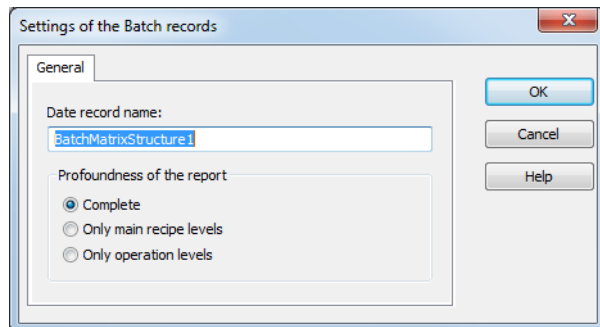 Settings of the Batch records
General
Date record name:
BatchMatrixStructure1
Profoundness of the report
Complete
Only main recipe levels
Only operation levels
OK
Cancel
Help